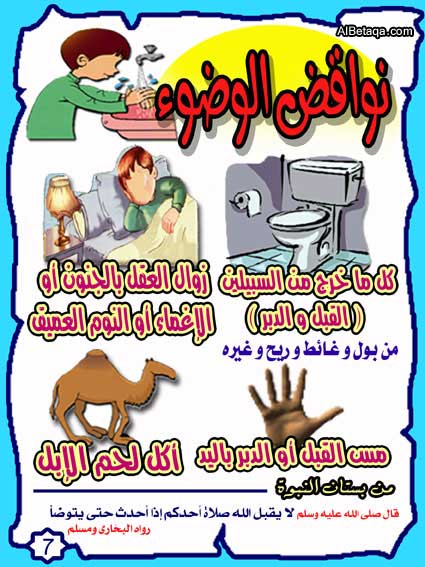 AlBetaqa.com
نواقض الوضوء
كل ما خرج من السبيلين
( القبل و الدبر )
من بول و غائط و ريح و غيره
زوال العقل بالجنون أو
الإغماء أو النوم العميق
مس القبل أو الدبر باليد
أكل لحم الإبل
من بستان النبوة
قال صلى الله عليه وسلم لا يقبل الله صلاة أحدكم إذا أحدث حتى يتوضأ
رواه البخارى ومسلم
7